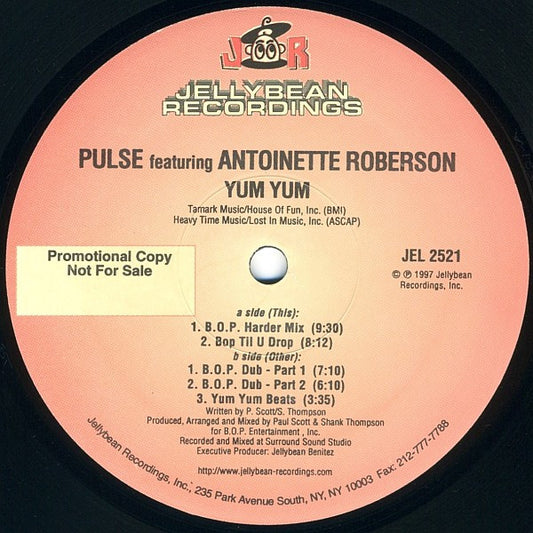 J R
JELLYBEAN
RECORDINGS
PULSE featuring ANTOINETTE ROBERSON
YUM YUM
Tamark Music/House Of Fun, Inc. (BMI)
Heavy Time Music/Lost In Music, Inc. (ASCAP)
Promotional Copy
Not For Sale
JEL 2521
© ℗ 1997 Jellybean
Recordings, Inc.
a side (This):
1. B.O.P. Harder Mix (9:30)
2. Bop Til U Drop (8:12)
b side (Other):
1. B.O.P. Dub - Part 1 (7:10)
2. B.O.P. Dub - Part 2 (6:10)
3. Yum Yum Beats (3:35)
Written by P. Scott/S. Thompson
Produced, Arranged and Mixed by Paul Scott & Shank Thompson
for B.O.P. Entertainment , Inc.
Recorded and Mixed at Surround Sound Studio
Executive Producer: Jellybean Benitez
http://www.jellybean-recordings.com
Jellybean Recordings, Inc., 235 Park Avenue South, NY, NY 10003 Fax: 212-777-7788